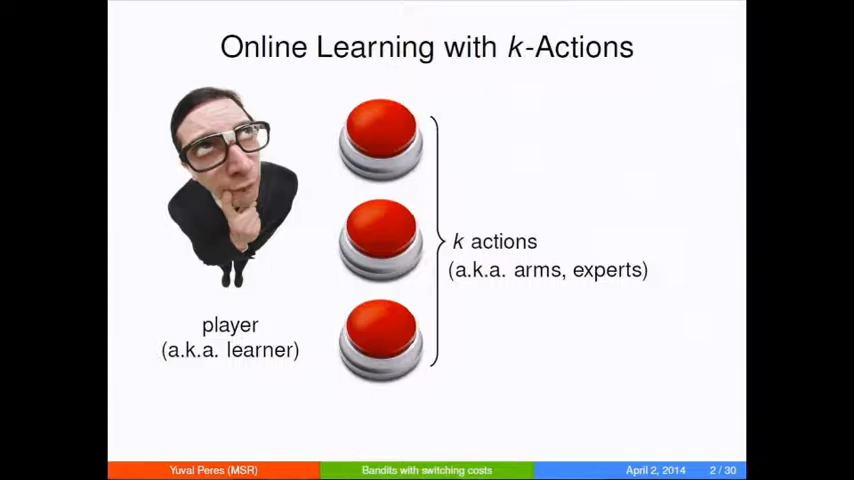 Online Learning with k-Actions
k actions
(a.k.a. arms, experts)
player
(a.k.a. learner)
Yuval Peres (MSR)
Bandits with switching costs
April 2, 2014
2 / 30